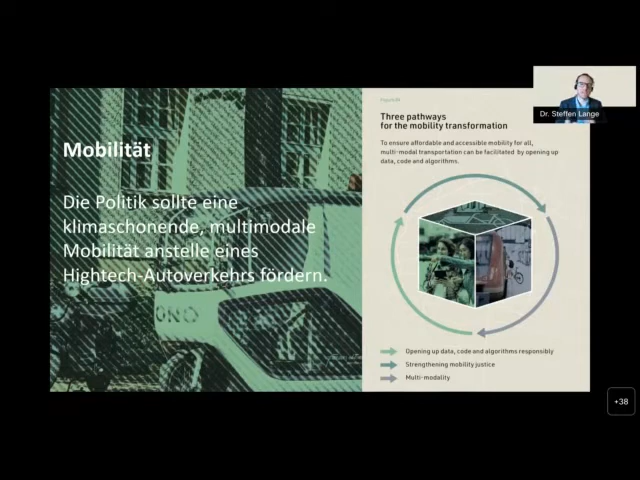 Mobilität
Die Politik sollte eine
klimaschonende, multimodale
Mobilität anstelle eines
Hightech-Autoverkehrs fördern.
ONO
Three pathways
for the mobility transformation
To ensure affordable and accessible mobility for all,
multi-modal transportation can be facilitated by opening up
data, code and algorithms.
Opening up data, code and algorithms responsibly
Strengthening mobility justice
Multi-modality
Dr. Steffen Lange
+38